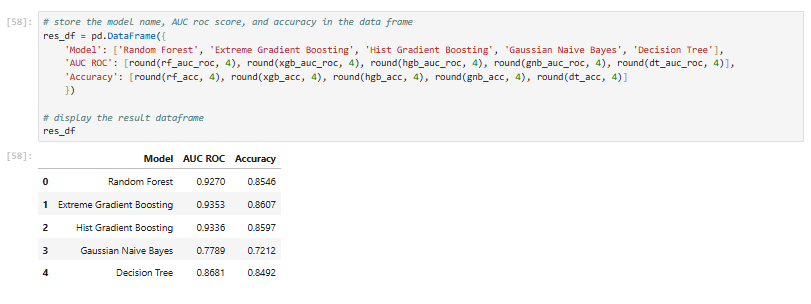 [58]: # store the model name, AUC roc score, and accuracy in the data frame
res_df = pd.DataFrame({
'Model': ['Random Forest', 'Extreme Gradient Boosting', 'Hist Gradient Boosting', 'Gaussian Naive Bayes', 'Decision Tree'],
'AUC ROC': [round(rf_auc_roc, 4), round(xgb_auc_roc, 4), round(hgb_auc_roc, 4), round(gnb_auc_roc, 4), round(dt_auc_roc, 4)],
'Accuracy': [round(rf_acc, 4), round(xgb_acc, 4), round(hgb_acc, 4), round(gnb_acc, 4), round(dt_acc, 4)]
})
# display the result dataframe
res_df
[58]: Model AUC ROC Accuracy
0 Random Forest 0.9270 0.8546
1 Extreme Gradient Boosting 0.9353 0.8607
2 Hist Gradient Boosting 0.9336 0.8597
3 Gaussian Naive Bayes 0.7789 0.7212
4 Decision Tree 0.8681 0.8492